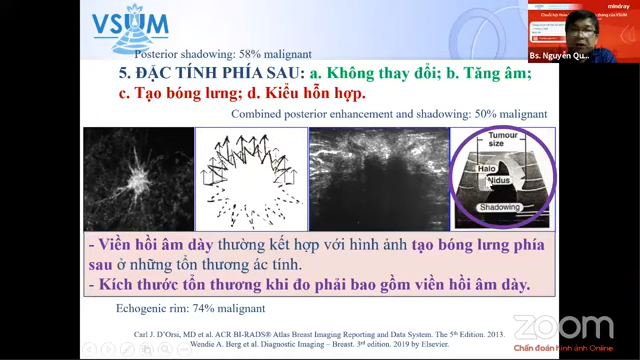 VSUM
Posterior shadowing: 58% malignant
5. ĐẶC TÍNH PHÍA SAU: a. Không thay đổi; b. Tăng âm;
c. Tạo bóng lưng; d. Kiểu hỗn hợp.
Combined posterior enhancement and shadowing: 50% malignant
Tumour
size
Halo
Nidus
Shadowing
- Viền hồi âm dày thường kết hợp với hình ảnh tạo bóng lưng phía
sau ở những tổn thương ác tính.
- Kích thước tổn thương khi đo phải bao gồm viền hồi âm dày.
Echogenic rim: 74% malignant
Carl J. D'Orsi, MD et al. ACR BI-RADS® Atlas Breast Imaging Reporting and Data System. The 5th Edition. 2013.
Wendie A. Berg et al. Diagnostic Imaging – Breast. 3rd edition. 2019 by Elsevier.
mindray
Bs. Nguyễn Qu...
zoom
Chẩn đoán hình ảnh Online